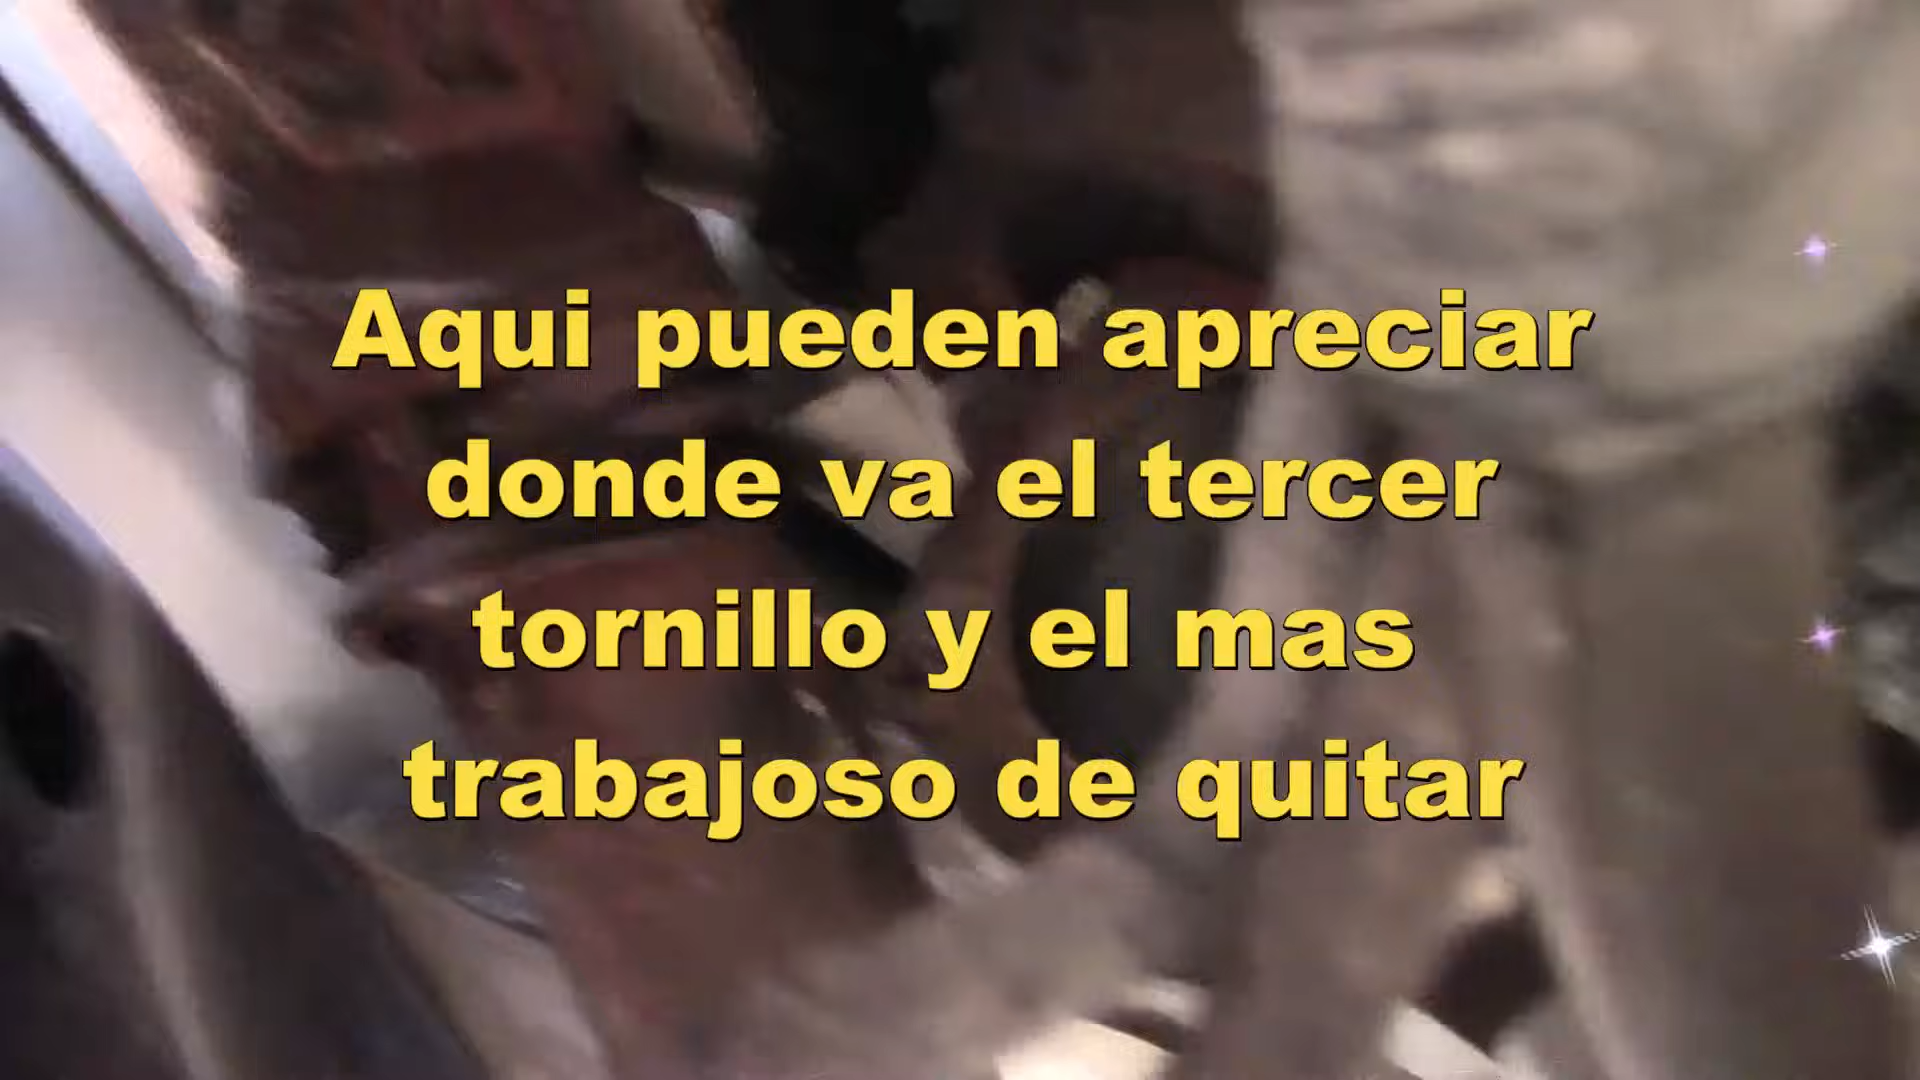 Aqui pueden apreciar
donde va el tercer
tornillo y el mas
trabajoso de quitar